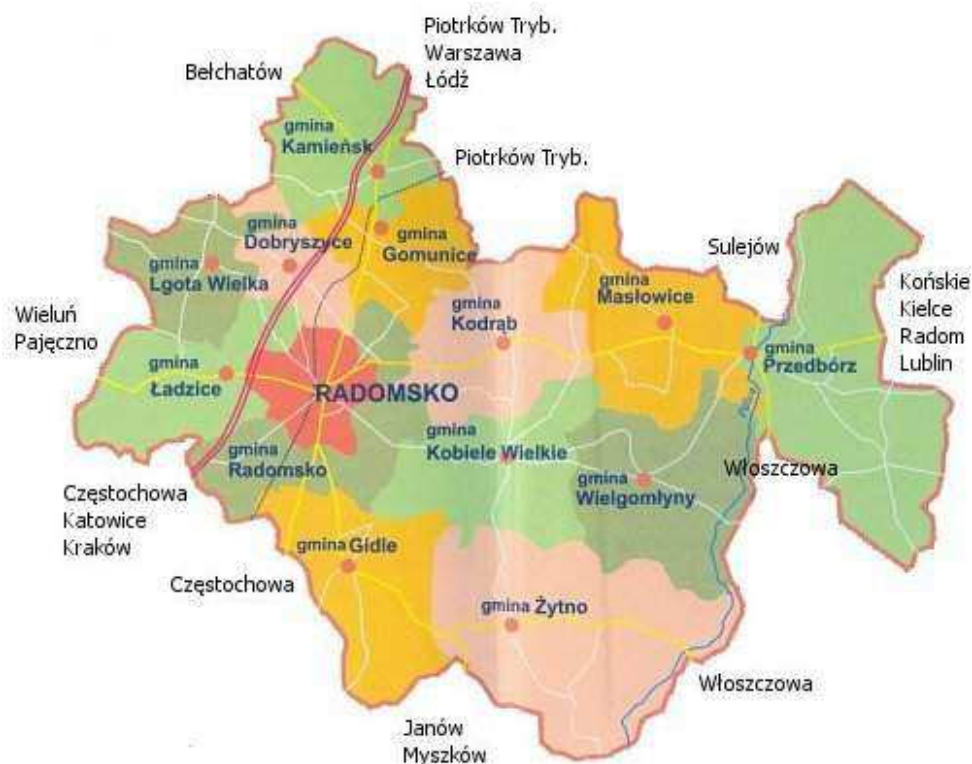 Piotrków Tryb.
Warszawa
Łódź
Bełchatów
gmina
Kamieńsk
Piotrków Tryb.
gmina
Dobryszyce
gmina
Gomunice
gmina
Lgota Wielka
Sulejów
gmina
Masłowice
Końskie
Kielce
Radom
Lublin
Wieluń
Pajęczno
gmina
Kodrąb
gmina
Przedbórz
gmina
Ładzice
RADOMSKO
Pilica
gmina
Radomsko
gmina
Kobiele Wielkie
Włoszczowa
gmina
Wielgomłyny
Częstochowa
Katowice
Kraków
gmina Gidle
Częstochowa
gmina Żytno
Włoszczowa
Janów
Myszków